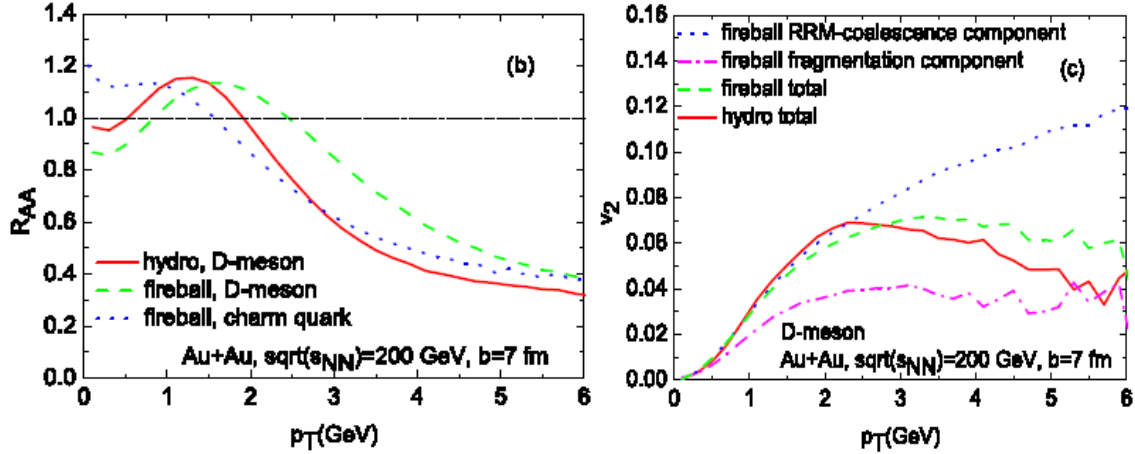 1.4
1.2
1.0
0.8
0.6
0.4
0.2
0.0
R_AA
(b)
hydro, D-meson
fireball, D-meson
fireball, charm quark
Au+Au, sqrt(s_NN)=200 GeV, b=7 fm
0 1 2 3 4 5 6
p_T(GeV)
0.16
0.14
0.12
0.10
0.08
0.06
0.04
0.02
0.00
v_2
fireball RRM-coalescence component
fireball fragmentation component
fireball total
hydro total
(c)
D-meson
Au+Au, sqrt(s_NN)=200 GeV, b=7 fm
0 1 2 3 4 5 6
p_T(GeV)